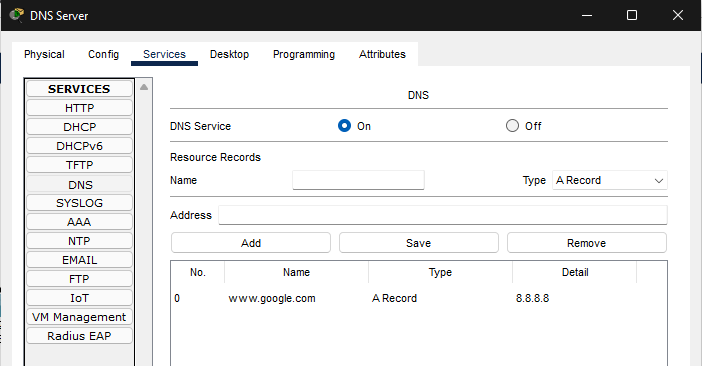 DNS Server
Physical Config Services Desktop Programming Attributes
SERVICES
HTTP
DHCP
DHCPv6
TFTP
DNS
SYSLOG
AAA
NTP
EMAIL
FTP
IoT
VM Management
Radius EAP
DNS
DNS Service On Off
Resource Records
Name Type A Record
Address
Add Save Remove
No. Name Type Detail
0 www.google.com A Record 8.8.8.8